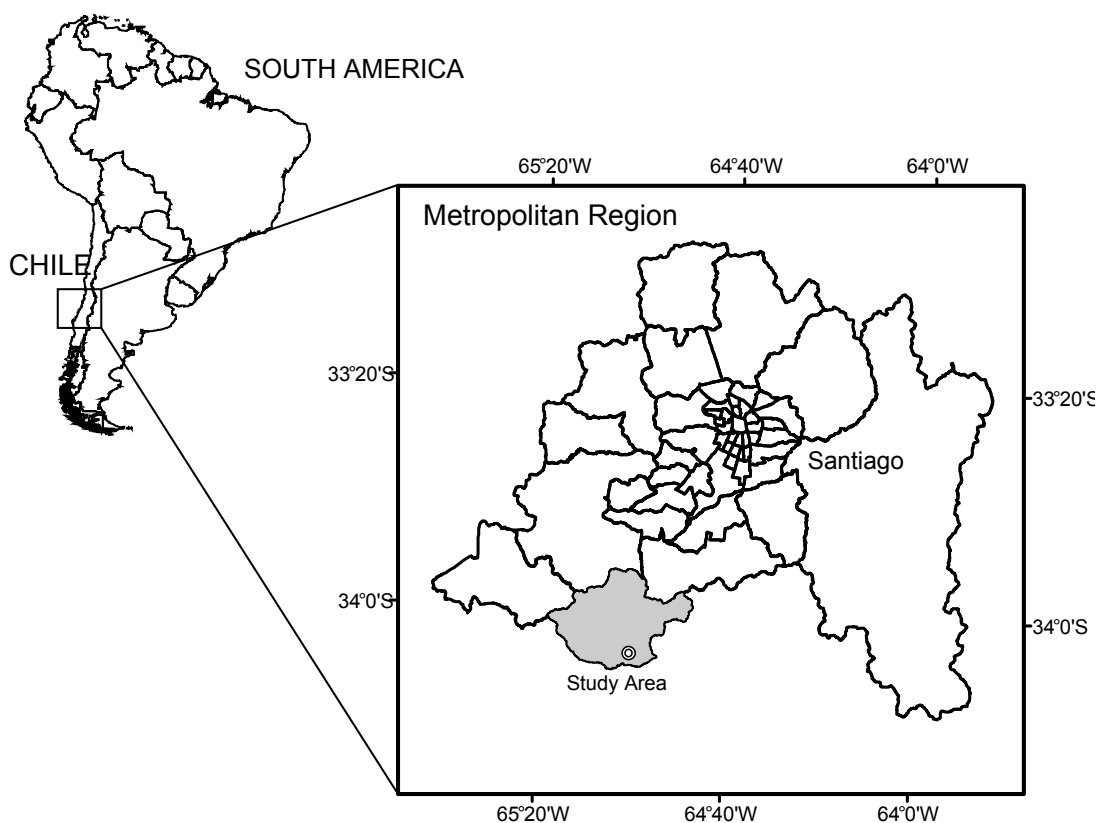 SOUTH AMERICA
CHILE
65°20'W 64°40'W 64°0'W
Metropolitan Region
33°20'S
33°20'S
Santiago
34°0'S
34°0'S
Study Area
65°20'W 64°40'W 64°0'W